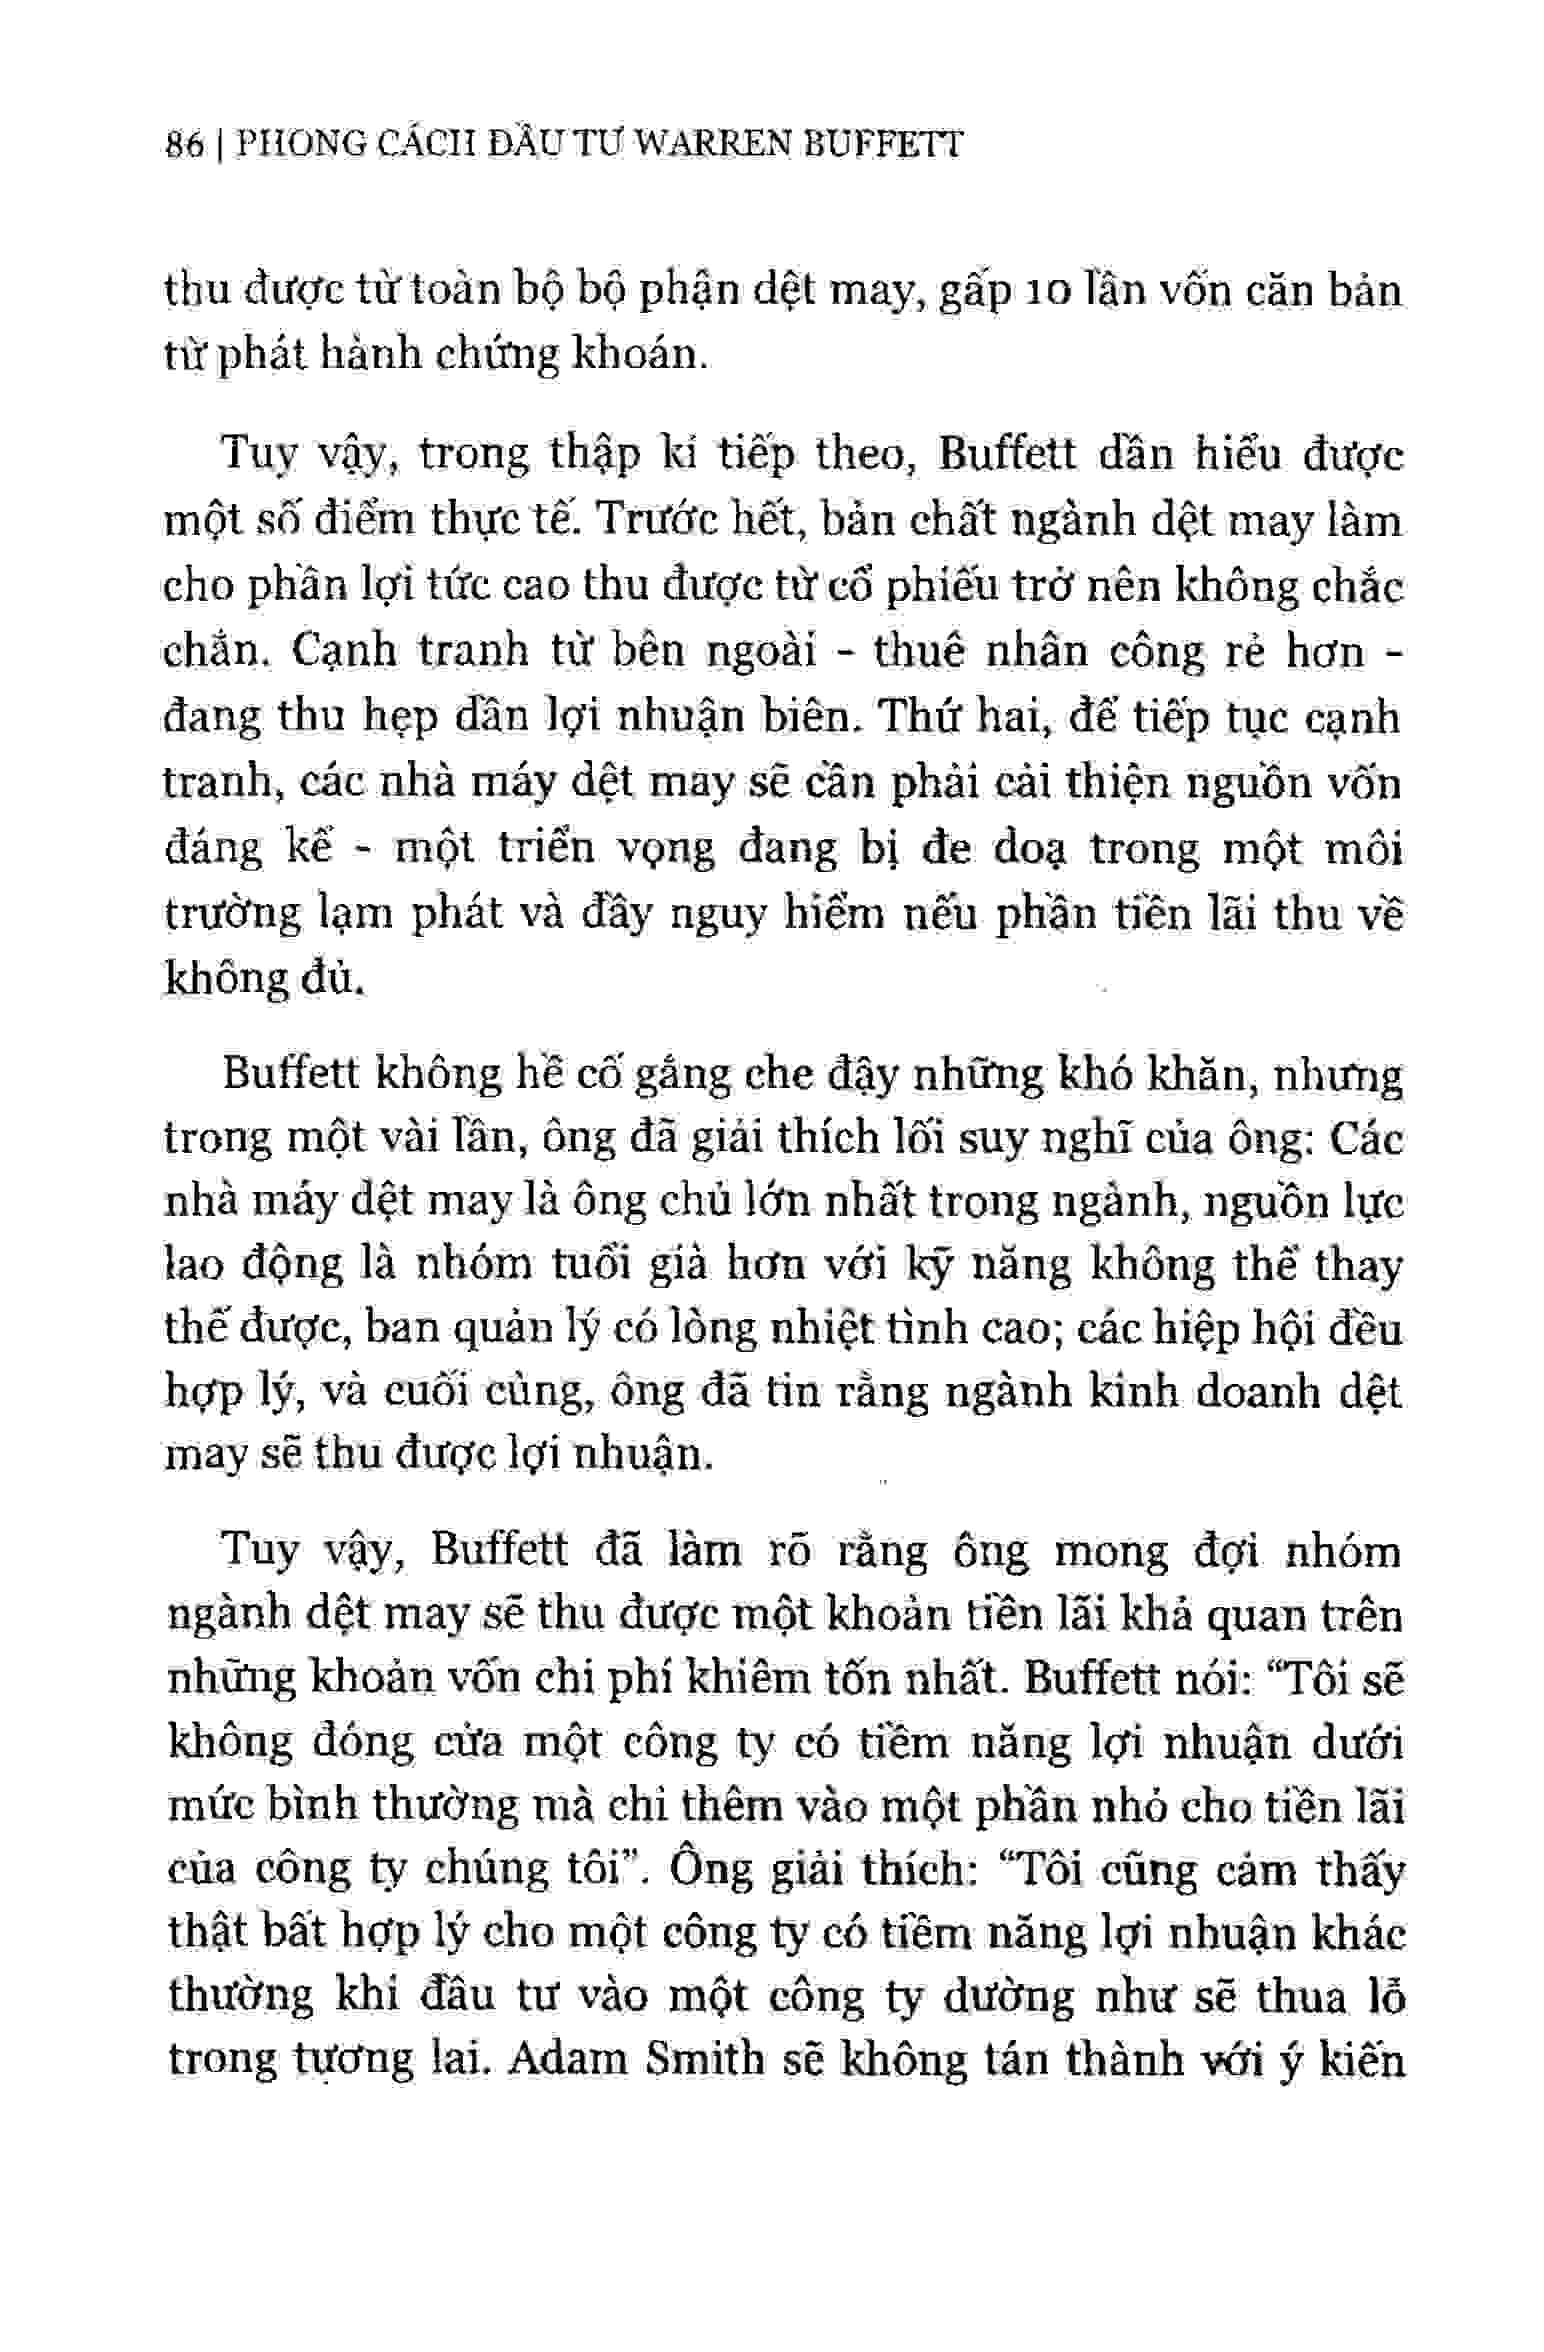 86 | PHONG CÁCH ĐẦU TƯ WARREN BUFFETT
thu được từ toàn bộ bộ phận dệt may, gấp 10 lần vốn căn bản
từ phát hành chứng khoán.
Tuy vậy, trong thập kỉ tiếp theo, Buffett dần hiểu được
một số điểm thực tế. Trước hết, bản chất ngành dệt may làm
cho phần lợi tức cao thu được từ cổ phiếu trở nên không chắc
chắn. Cạnh tranh từ bên ngoài - thuê nhân công rẻ hơn -
đang thu hẹp dần lợi nhuận biên. Thứ hai, để tiếp tục cạnh
tranh, các nhà máy dệt may sẽ cần phải cải thiện nguồn vốn
đáng kể - một triển vọng đang bị đe doạ trong một môi
trường lạm phát và đầy nguy hiểm nếu phần tiền lãi thu về
không đủ.
Buffett không hề cố gắng che đậy những khó khăn, nhưng
trong một vài lần, ông đã giải thích lối suy nghĩ của ông: Các
nhà máy dệt may là ông chủ lớn nhất trong ngành, nguồn lực
lao động là nhóm tuổi già hơn với kỹ năng không thể thay
thế được, ban quản lý có lòng nhiệt tình cao; các hiệp hội đều
hợp lý, và cuối cùng, ông đã tin rằng ngành kinh doanh dệt
may sẽ thu được lợi nhuận.
Tuy vậy, Buffett đã làm rõ rằng ông mong đợi nhóm
ngành dệt may sẽ thu được một khoản tiền lãi khả quan trên
những khoản vốn chi phí khiêm tốn nhất. Buffett nói: “Tôi sẽ
không đóng cửa một công ty có tiềm năng lợi nhuận dưới
mức bình thường mà chỉ thêm vào một phần nhỏ cho tiền lãi
của công ty chúng tôi”. Ông giải thích: “Tôi cũng cảm thấy
thật bất hợp lý cho một công ty có tiềm năng lợi nhuận khác
thường khi đầu tư vào một công ty dường như sẽ thua lỗ
trong tương lai. Adam Smith sẽ không tán thành với ý kiến